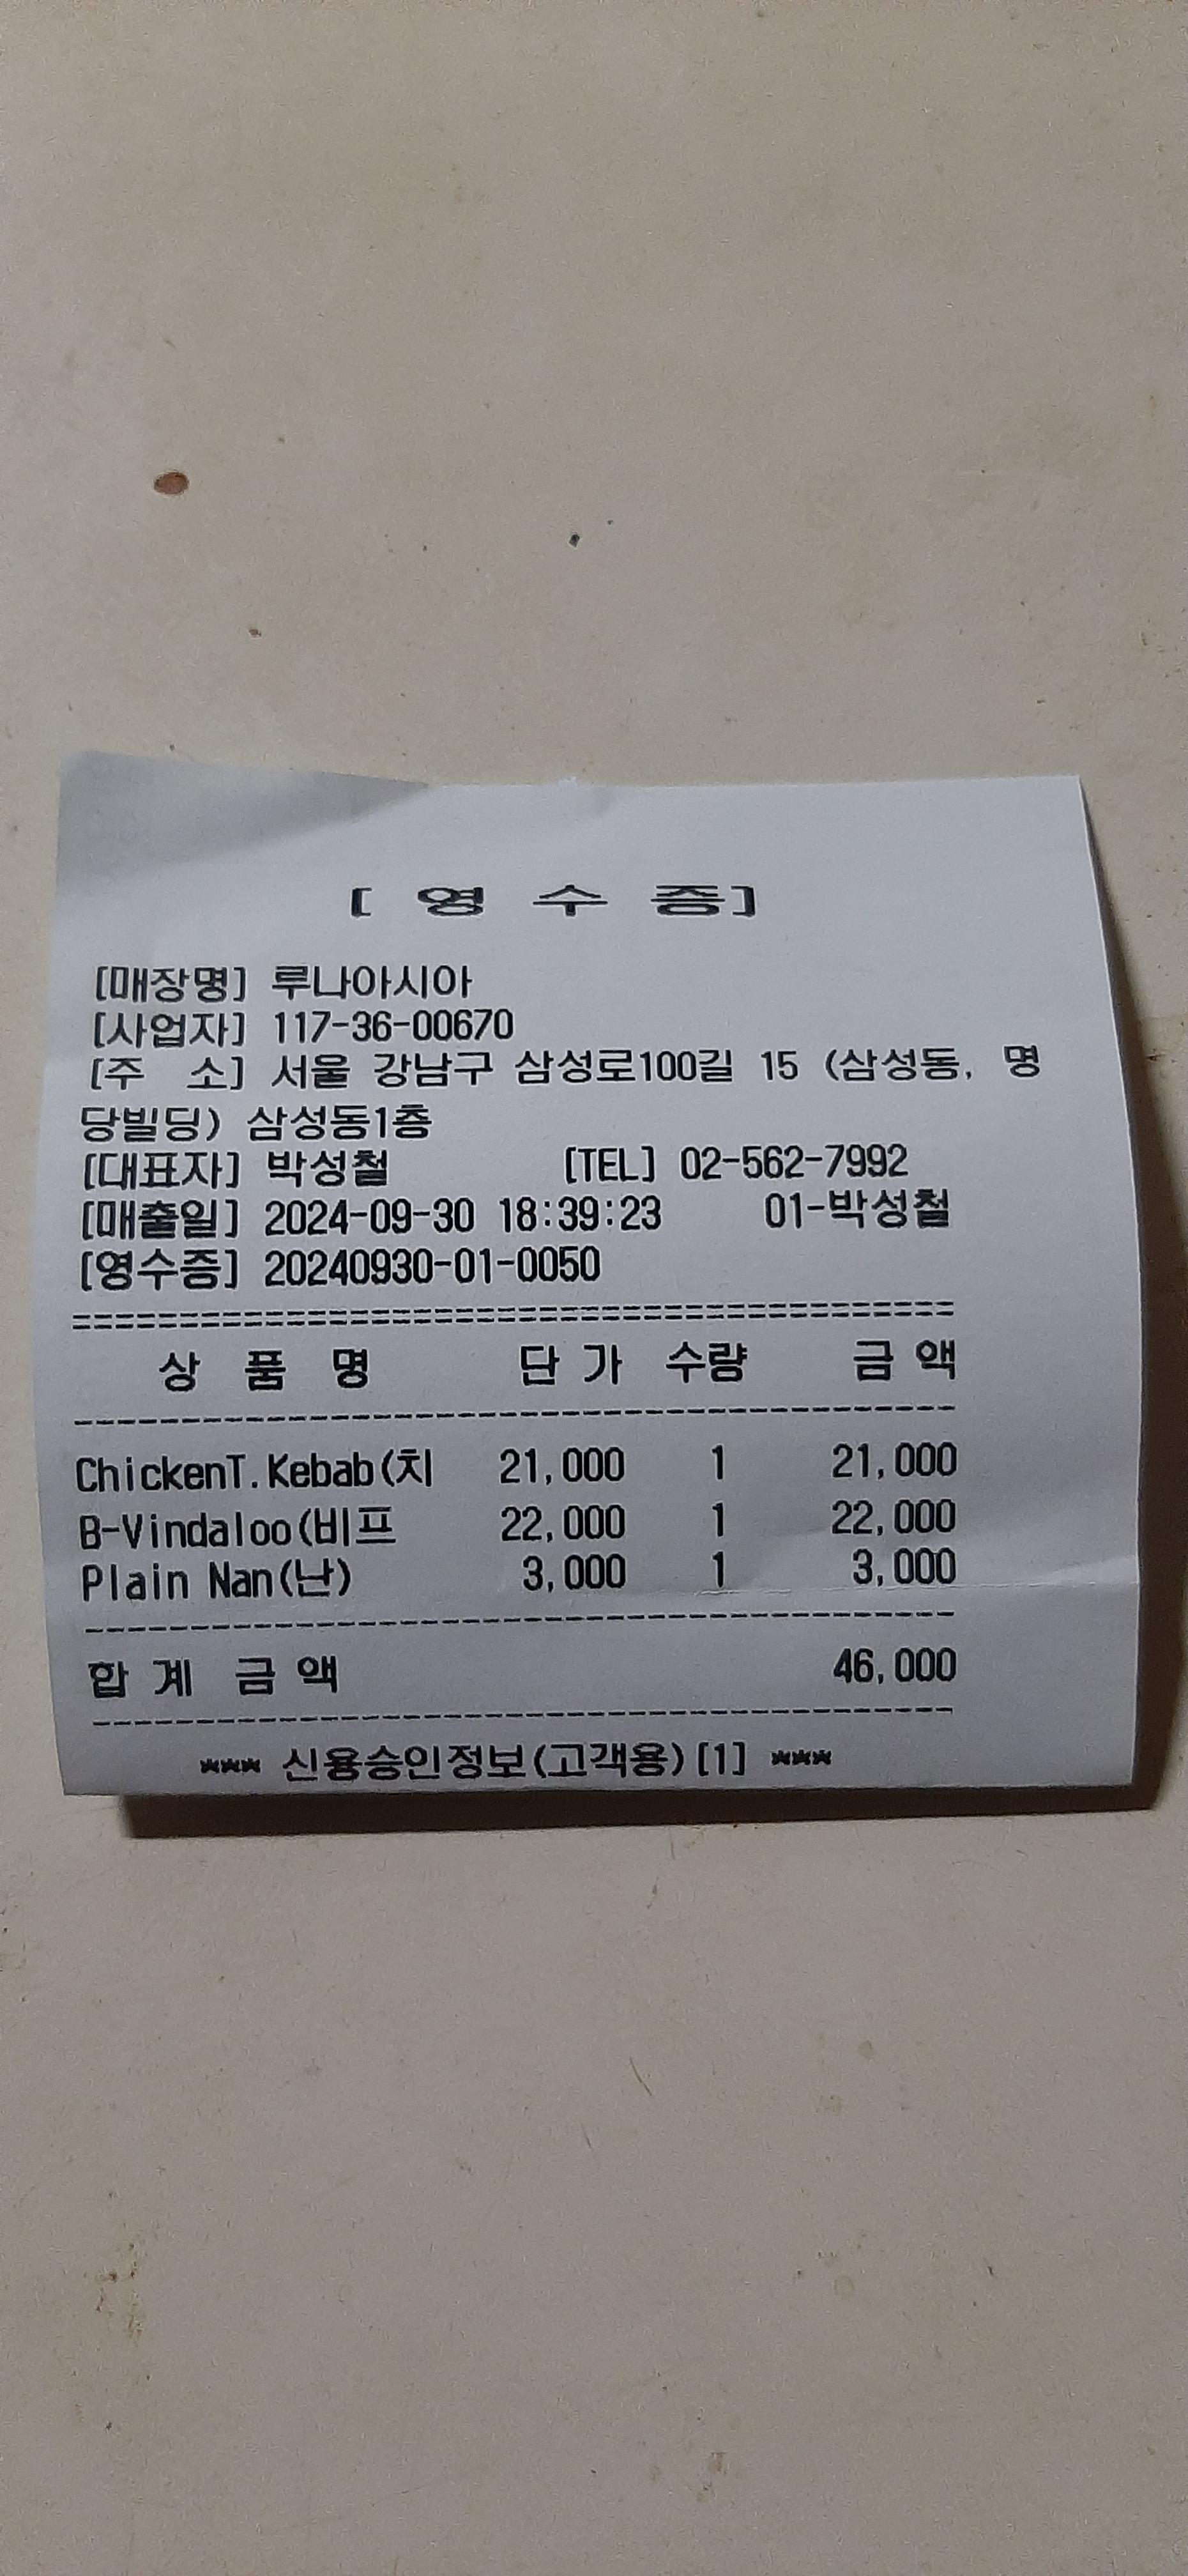 [ 영 수 증]
[매장명] 루나아시아
[사업자] 117-36-00670
[주 소] 서울 강남구 삼성로100길 15 (삼성동, 명
당빌딩) 삼성동1층
[대표자] 박성철 [TEL] 02-562-7992
[매출일] 2024-09-30 18:39:23 01-박성철
[영수증] 20240930-01-0050
==========================================
상 품 명 단 가 수량 금 액
------------------------------------------
ChickenT.Kebab(치 21,000 1 21,000
B-Vindaloo(비프 22,000 1 22,000
Plain Nan(난) 3,000 1 3,000
------------------------------------------
합 계 금 액 46,000
------------------------------------------
*** 신용승인정보(고객용)[1] ***